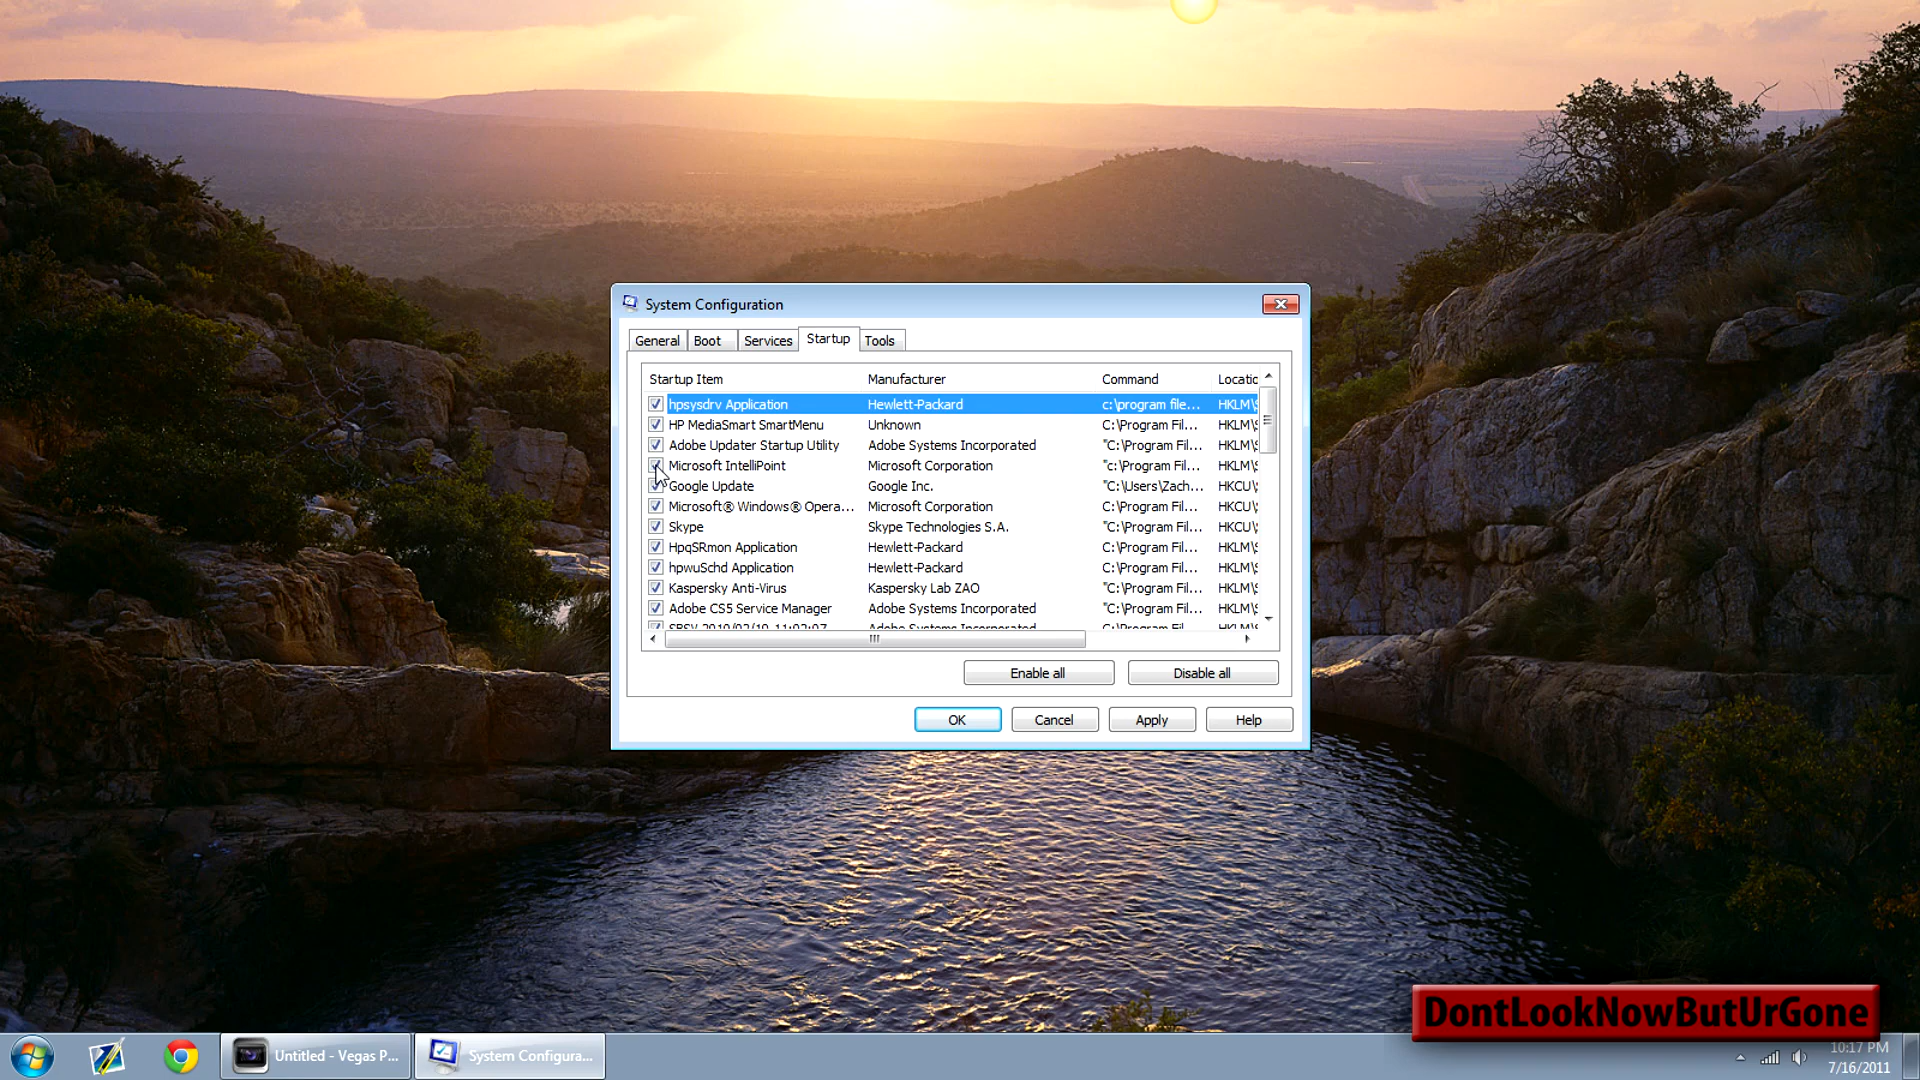 System Configuration
General Boot Services Startup Tools
Startup Item Manufacturer Command Locatic
hpsysdrv Application Hewlett-Packard c:\program file... HKLM\S
HP MediaSmart SmartMenu Unknown C:\Program Fil... HKLM\S
Adobe Updater Startup Utility Adobe Systems Incorporated "C:\Program Fil... HKLM\S
Microsoft IntelliPoint Microsoft Corporation "c:\Program Fil... HKLM\S
Google Update Google Inc. "C:\Users\Zach... HKCU\S
Microsoft® Windows® Opera... Microsoft Corporation C:\Program Fil... HKCU\S
Skype Skype Technologies S.A. "C:\Program Fil... HKCU\S
HpqSRmon Application Hewlett-Packard C:\Program Fil... HKLM\S
hpwuSchd Application Hewlett-Packard C:\Program Fil... HKLM\S
Kaspersky Anti-Virus Kaspersky Lab ZAO "C:\Program Fil... HKLM\S
Adobe CS5 Service Manager Adobe Systems Incorporated "C:\Program Fil... HKLM\S
Adobe Systems Incorporated C:\Program Fil HKLM\S
Enable all Disable all
OK Cancel Apply Help
DontLookNowButUrGone
Untitled - Vegas P... System Configura...
10:17 PM
7/16/2011